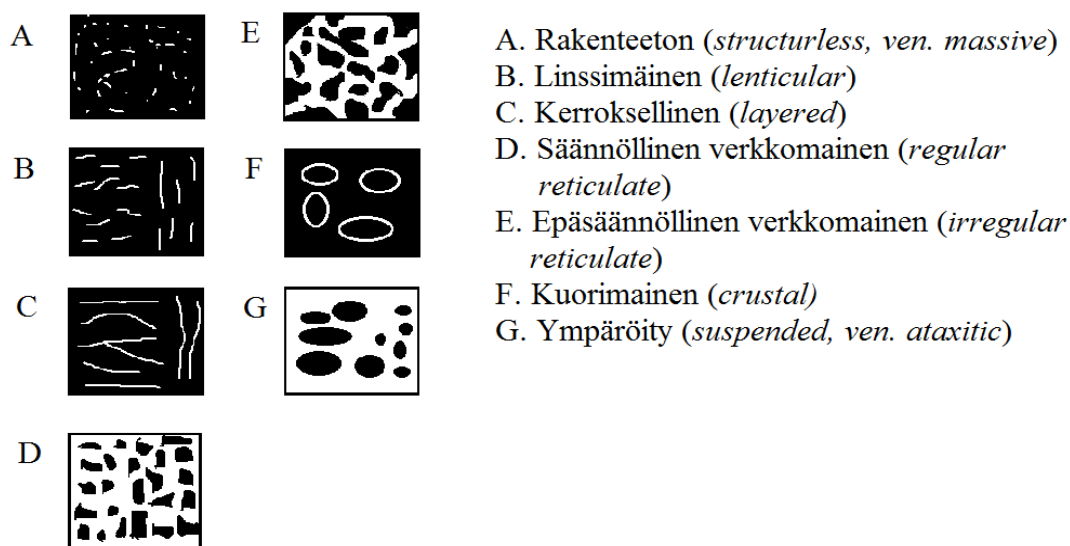 A
E
B
F
C
G
D
A. Rakenteeton (structurless, ven. massive)
B. Linssimäinen (lenticular)
C. Kerroksellinen (layered)
D. Säännöllinen verkkomainen (regular
reticulate)
E. Epäsäännöllinen verkkomainen (irregular
reticulate)
F. Kuorimainen (crustal)
G. Ympäröity (suspended, ven. ataxitic)